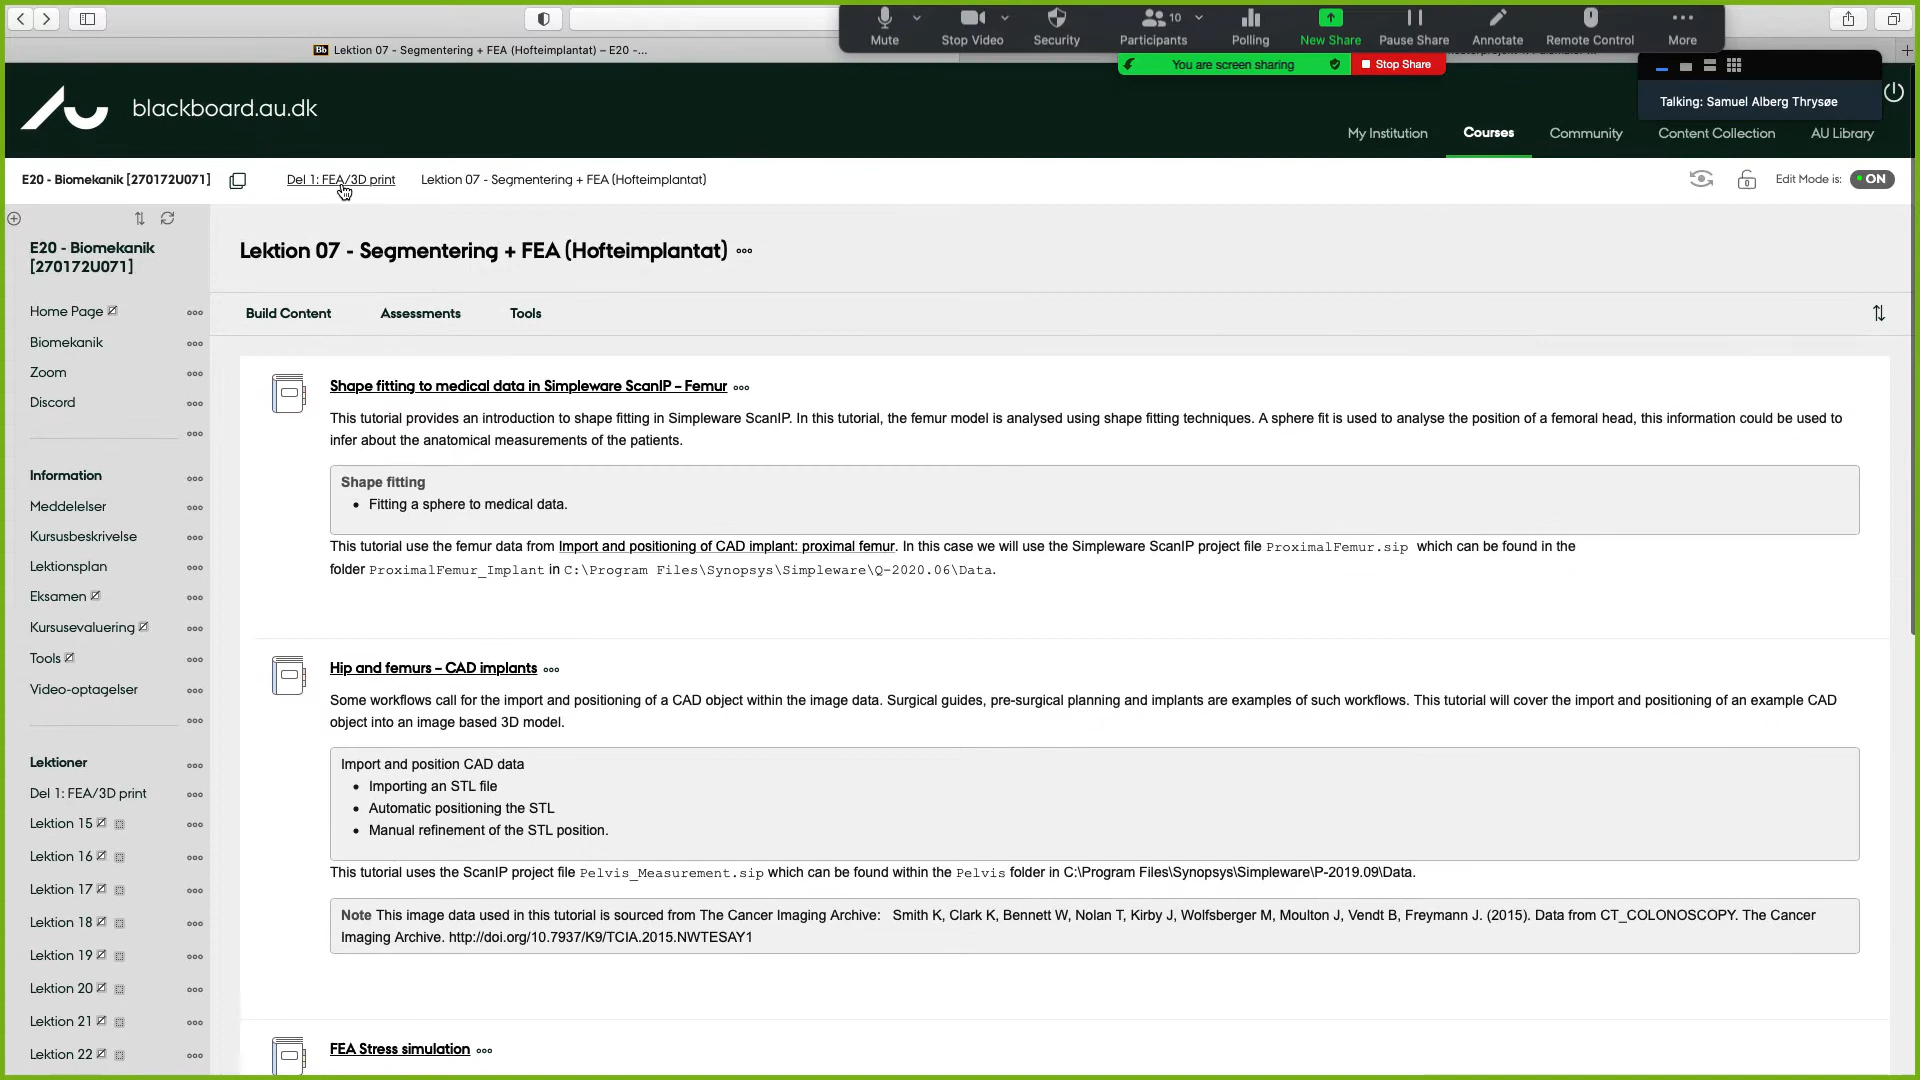 Bb Lektion 07 - Segmentering + FEA (Hofteimplantat) – E20 -...
Mute
Stop Video
Security
10
Participants
Polling
New Share
Pause Share
Annotate
Remote Control
More
You are screen sharing
Stop Share
Talking: Samuel Alberg Thrysøe
blackboard.au.dk
My Institution
Courses
Community
Content Collection
AU Library
E20 - Biomekanik [270172U071]
Del 1: FEA/3D print
Lektion 07 - Segmentering + FEA (Hofteimplantat)
Edit Mode is:
ON
E20 - Biomekanik
[270172U071]
Home Page
Biomekanik
Zoom
Discord
Information
Meddelelser
Kursusbeskrivelse
Lektionsplan
Eksamen
Kursusevaluering
Tools
Video-optagelser
Lektioner
Del 1: FEA/3D print
Lektion 15
Lektion 16
Lektion 17
Lektion 18
Lektion 19
Lektion 20
Lektion 21
Lektion 22
Lektion 07 - Segmentering + FEA (Hofteimplantat)
Build Content
Assessments
Tools
Shape fitting to medical data in Simpleware ScanIP – Femur
This tutorial provides an introduction to shape fitting in Simpleware ScanIP. In this tutorial, the femur model is analysed using shape fitting techniques. A sphere fit is used to analyse the position of a femoral head, this information could be used to
infer about the anatomical measurements of the patients.
Shape fitting
• Fitting a sphere to medical data.
This tutorial use the femur data from Import and positioning of CAD implant: proximal femur. In this case we will use the Simpleware ScanIP project file ProximalFemur.sip which can be found in the
folder ProximalFemur_Implant in C:\Program Files\Synopsys\Simpleware\Q-2020.06\Data.
Hip and femurs – CAD implants
Some workflows call for the import and positioning of a CAD object within the image data. Surgical guides, pre-surgical planning and implants are examples of such workflows. This tutorial will cover the import and positioning of an example CAD
object into an image based 3D model.
Import and position CAD data
• Importing an STL file
• Automatic positioning the STL
• Manual refinement of the STL position.
This tutorial uses the ScanIP project file Pelvis_Measurement.sip which can be found within the Pelvis folder in C:\Program Files\Synopsys\Simpleware\P-2019.09\Data.
Note This image data used in this tutorial is sourced from The Cancer Imaging Archive: Smith K, Clark K, Bennett W, Nolan T, Kirby J, Wolfsberger M, Moulton J, Vendt B, Freymann J. (2015). Data from CT_COLONOSCOPY. The Cancer
Imaging Archive. http://doi.org/10.7937/K9/TCIA.2015.NWTESAY1
FEA Stress simulation